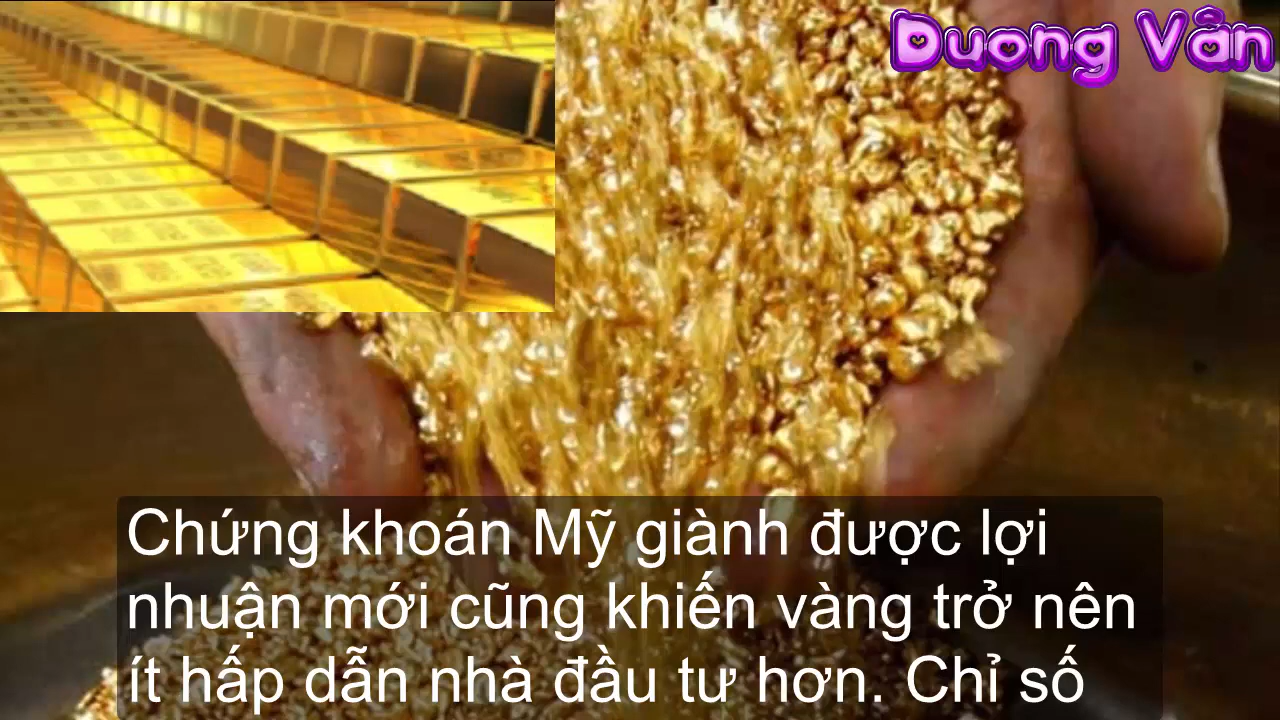 Duong Vân
Chứng khoán Mỹ giành được lợi
nhuận mới cũng khiến vàng trở nên
ít hấp dẫn nhà đầu tư hơn. Chỉ số